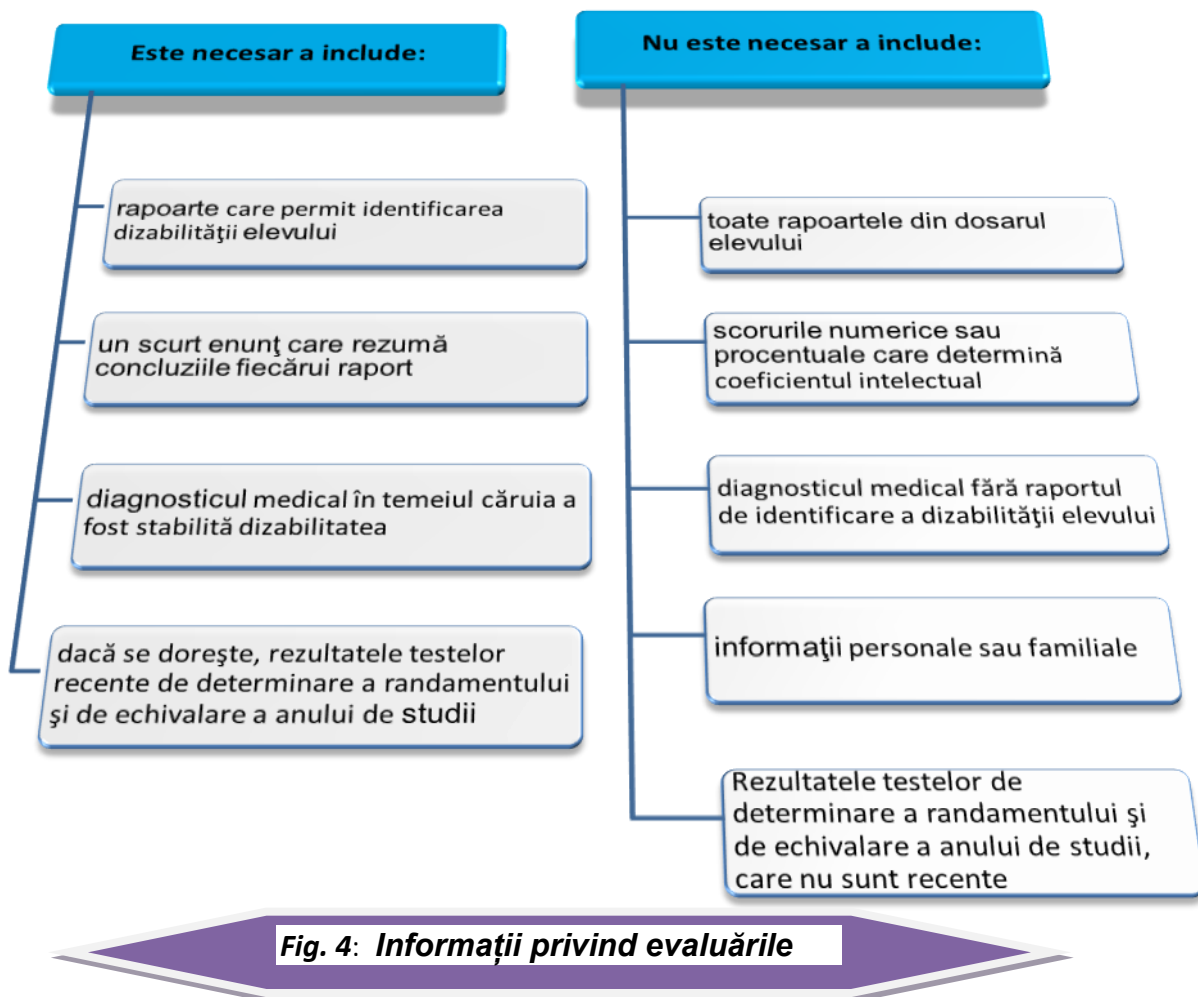 Este necesar a include:
rapoarte care permit identificarea
dizabilităţii elevului
un scurt enunţ care rezumă
concluziile fiecărui raport
diagnosticul medical în temeiul căruia a
fost stabilită dizabilitatea
dacă se doreşte, rezultatele testelor
recente de determinare a randamentului
şi de echivalare a anului de studii
Nu este necesar a include:
toate rapoartele din dosarul
elevului
scorurile numerice sau
procentuale care determină
coeficientul intelectual
diagnosticul medical fără raportul
de identificare a dizabilităţii elevului
informaţii personale sau familiale
Rezultatele testelor de
determinare a randamentului şi
de echivalare a anului de studii,
care nu sunt recente
Fig. 4: Informații privind evaluările